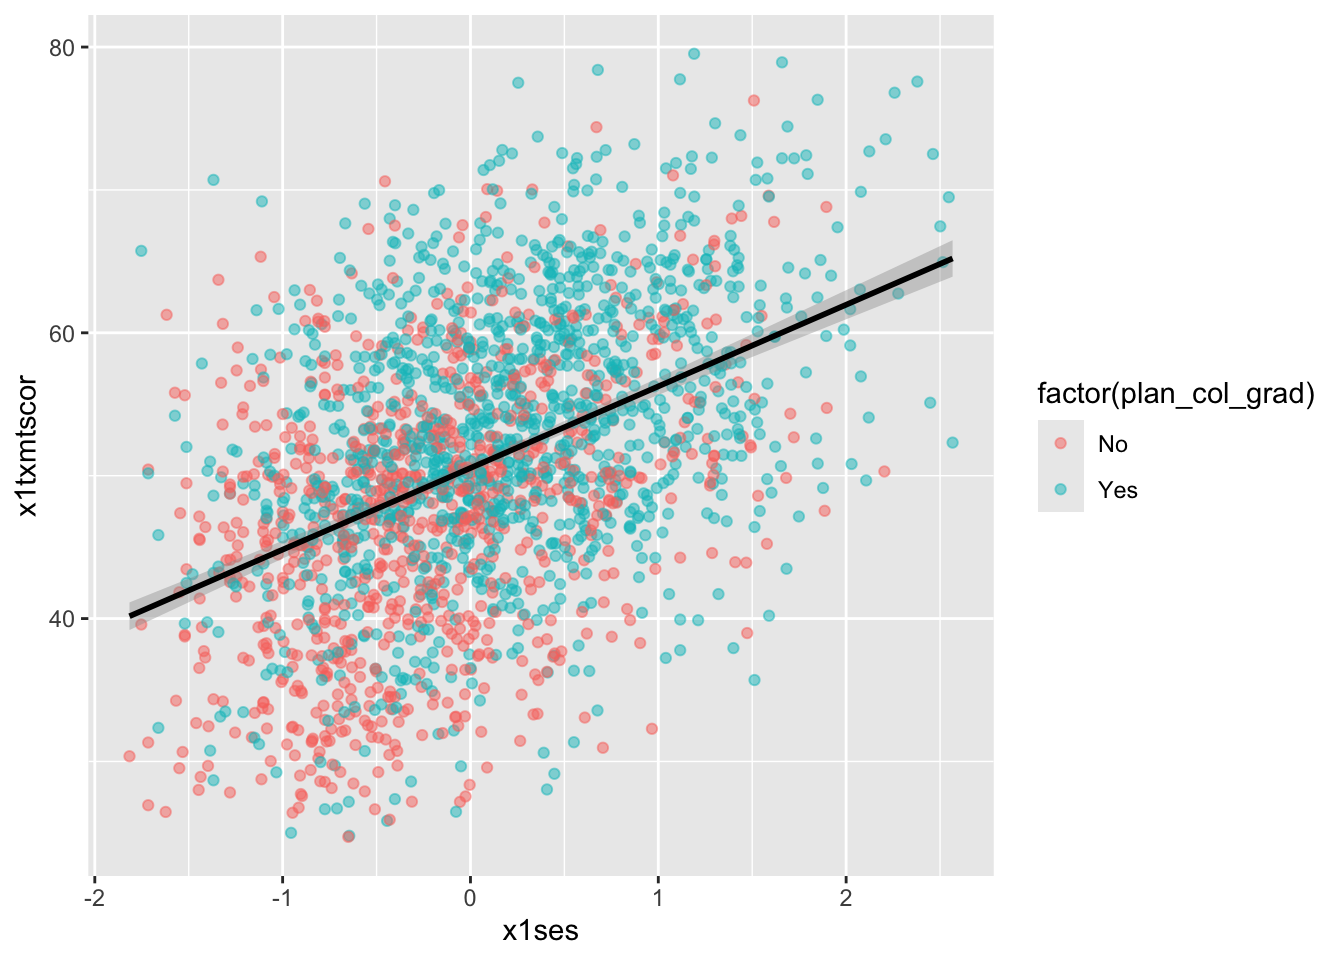 80
60
40
x1txmtscor
-2
-1
0
1
2
x1ses
factor(plan_col_grad)
No
Yes